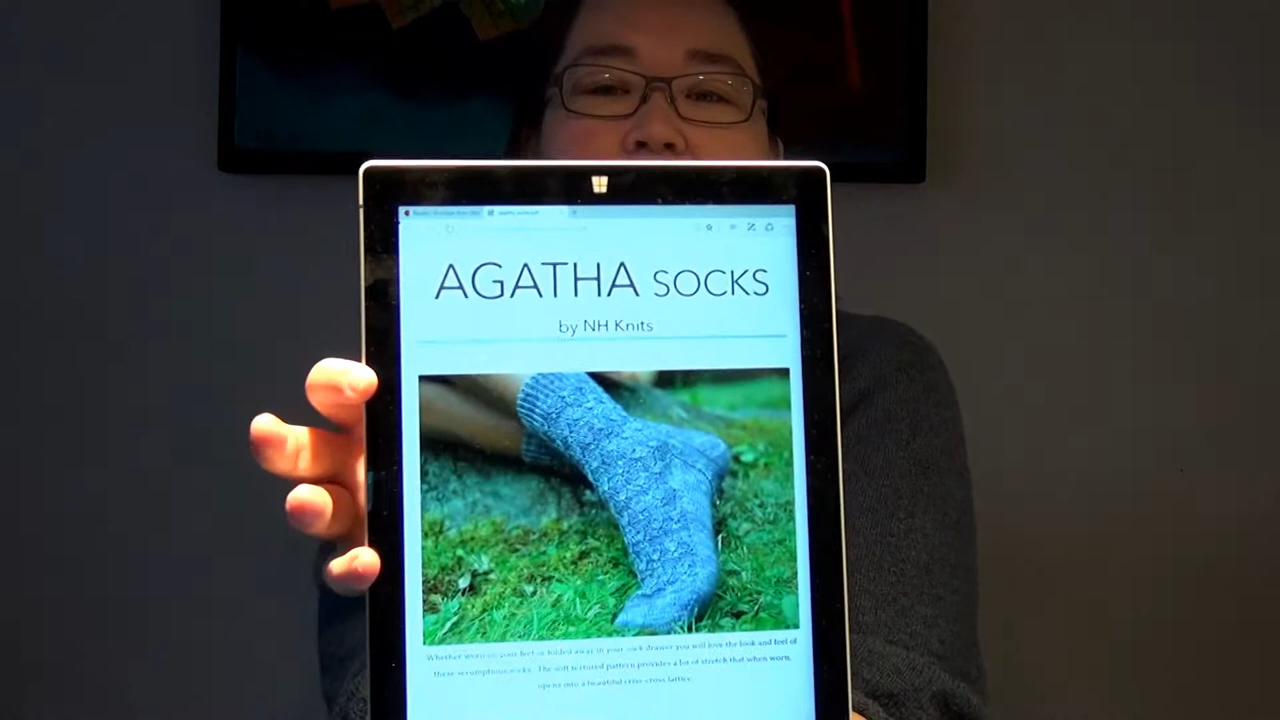 AGATHA SOCKS
by NH Knits
Whether worn on your feet or folded away in your sock drawer you will love the look and feel of
these scrumptious socks. The soft textured pattern provides a lot of stretch that when worn,
opens into a beautiful criss-cross lattice.